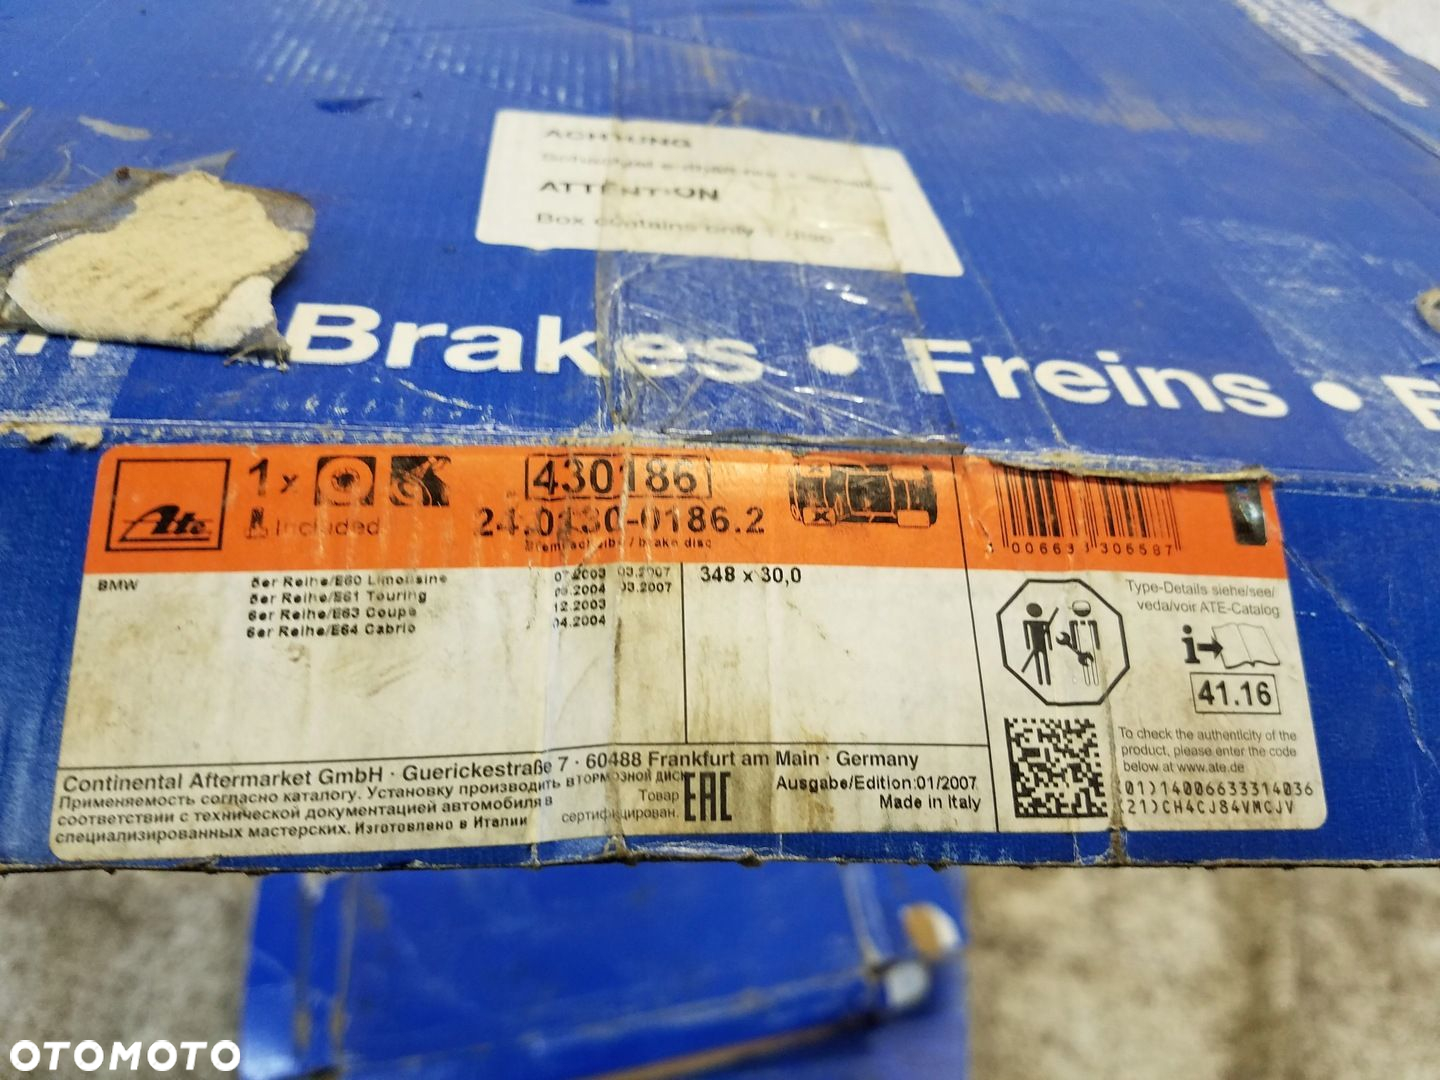 ACHTUNG
ATTENTION
Box contains only 1 disc
Brakes • Freins •
Ate
1x
430186
Included
24.0130-0186.2
Bremsscheibe / brake disc
006633 306587
BMW
5er Reihe/E60 Limousine
5er Reihe/E61 Touring
6er Reihe/E63 Coupe
6er Reihe/E64 Cabrio
07.2003 03.2007
05.2004 03.2007
12.2003
04.2004
348 x 30,0
Type-Details siehe/see/
veda/voir ATE-Catalog
i
41.16
To check the authenticity of the
product, please enter the code
below at www.ate.de
(01)14006633314036
(21)CH4CJ84VMCJV
Continental Aftermarket GmbH · Guerickestraße 7 · 60488 Frankfurt am Main · Germany
Применяемость согласно каталогу. Установку производить в
соответствии с технической документацией автомобиля в
специализированных мастерских. Изготовлено в Италии
тормозной диск
Товар
сертифицирован.
EAC
Ausgabe/Edition:01/2007
Made in Italy
OTOMOTO